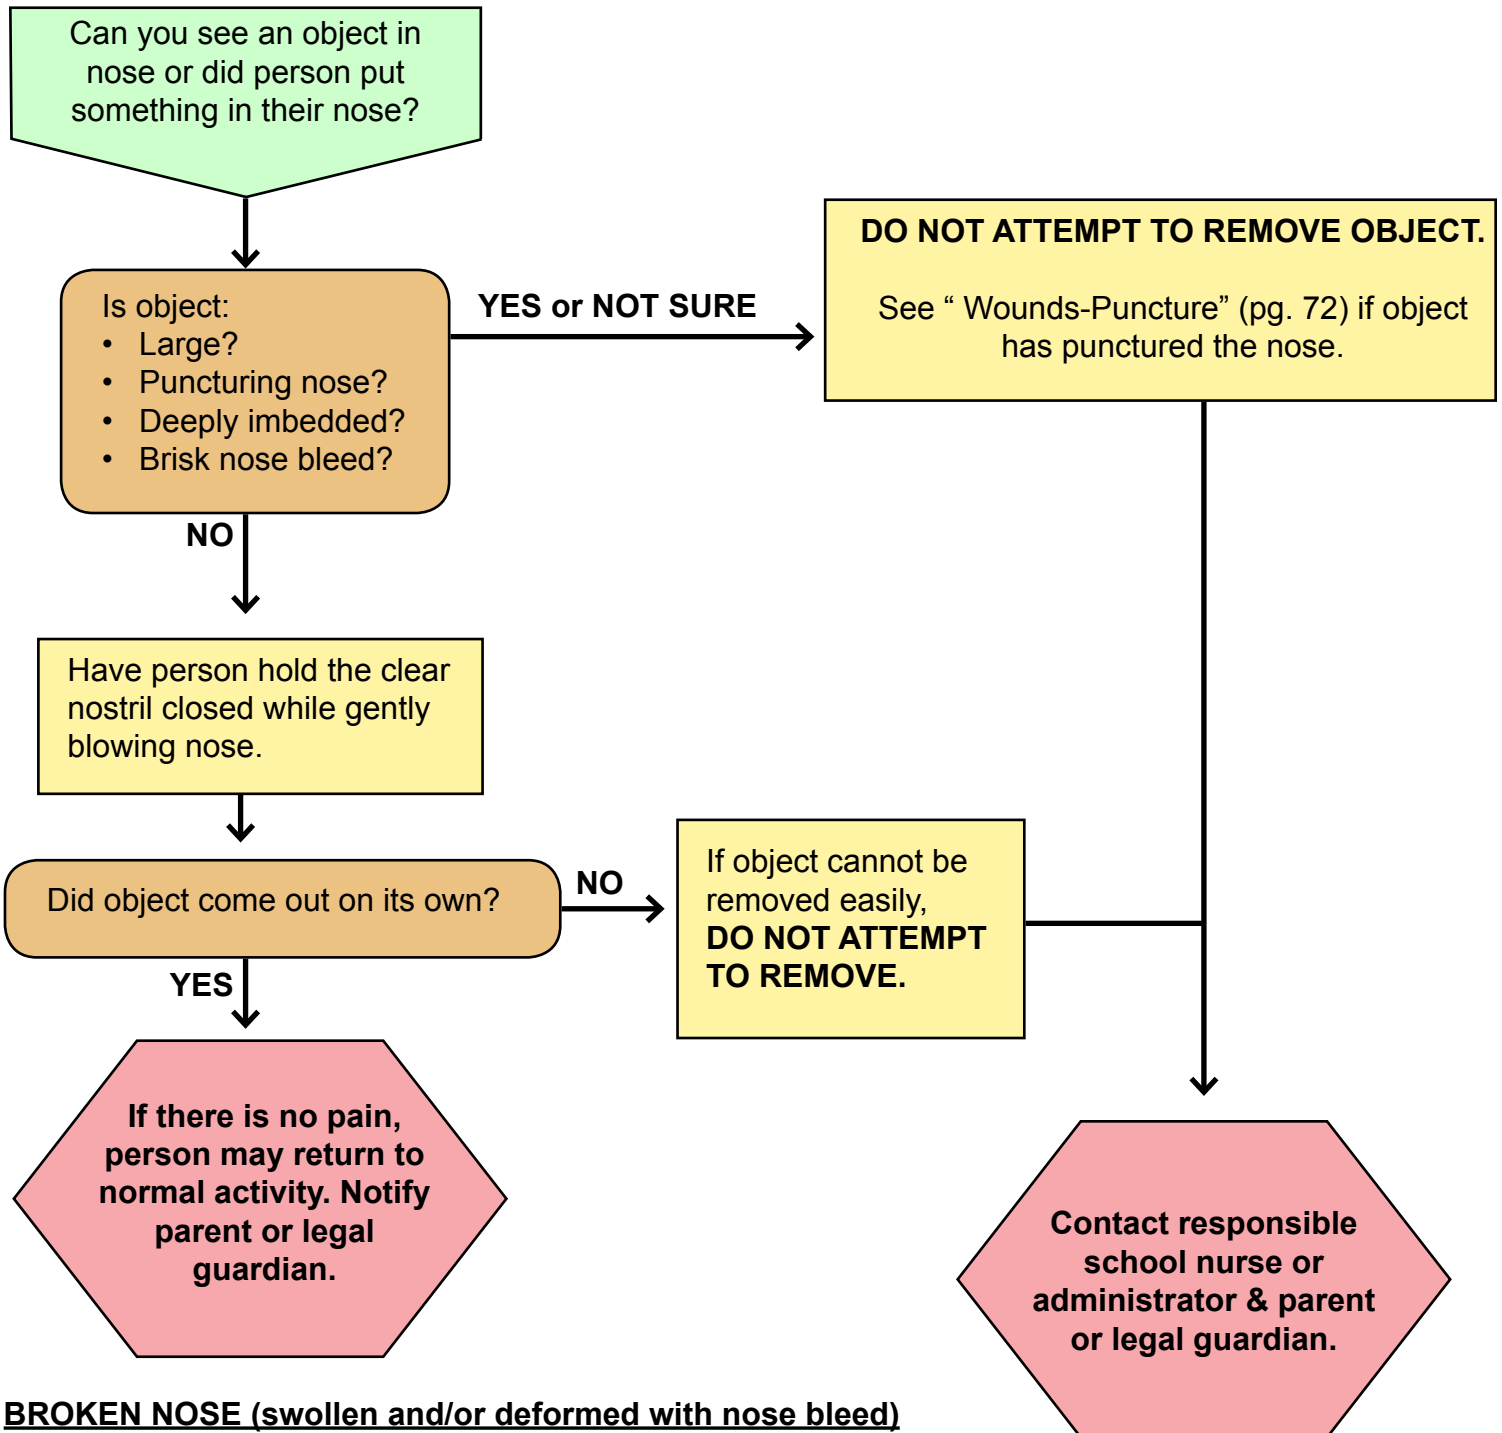 Can you see an object in
nose or did person put
something in their nose?
Is object:
• Large?
• Puncturing nose?
• Deeply imbedded?
• Brisk nose bleed?
YES or NOT SURE
DO NOT ATTEMPT TO REMOVE OBJECT.
See “ Wounds-Puncture” (pg. 72) if object
has punctured the nose.
NO
Have person hold the clear
nostril closed while gently
blowing nose.
Did object come out on its own?
NO
If object cannot be
removed easily,
DO NOT ATTEMPT
TO REMOVE.
YES
If there is no pain,
person may return to
normal activity. Notify
parent or legal
guardian.
Contact responsible
school nurse or
administrator & parent
or legal guardian.
BROKEN NOSE (swollen and/or deformed with nose bleed)